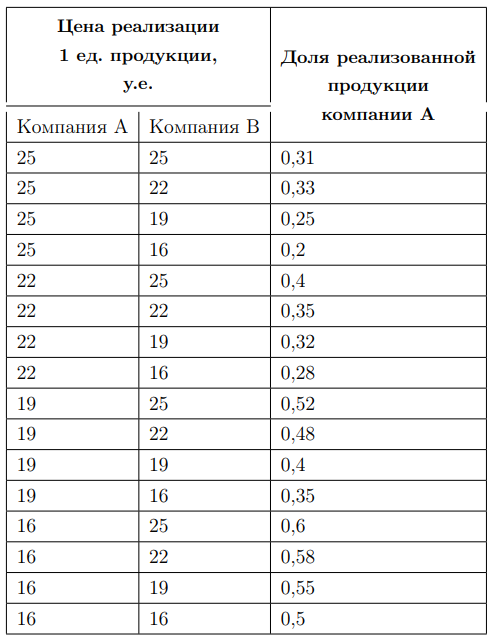 Цена реализации
1 ед. продукции,
у.е.
Доля реализованной
продукции
компании А
Компания А Компания В
25 25 0,31
25 22 0,33
25 19 0,25
25 16 0,2
22 25 0,4
22 22 0,35
22 19 0,32
22 16 0,28
19 25 0,52
19 22 0,48
19 19 0,4
19 16 0,35
16 25 0,6
16 22 0,58
16 19 0,55
16 16 0,5